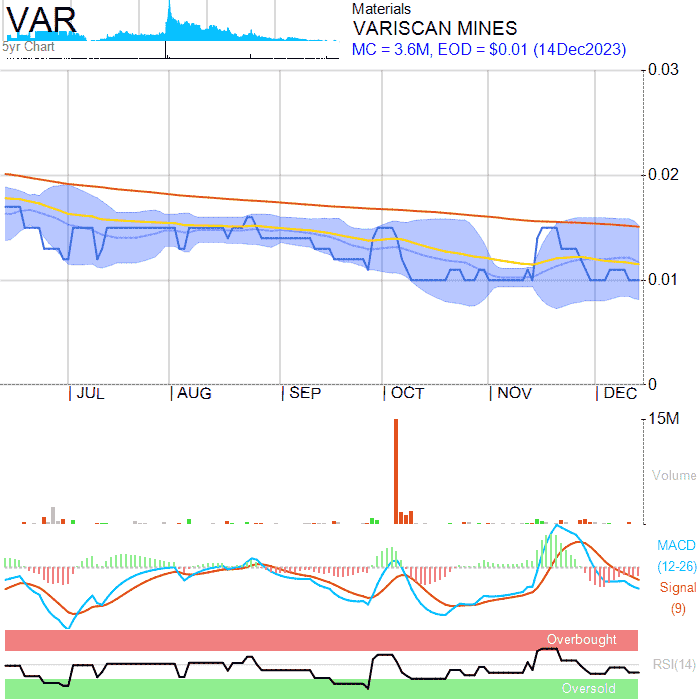 VAR
5yr Chart
Materials
VARISCAN MINES
MC = 3.6M, EOD = $0.01 (14Dec2023)
0.03
0.02
0.01
0
JUL AUG SEP OCT NOV DEC
15M
Volume
MACD
(12-26)
Signal
(9)
Overbought
RSI(14)
Oversold